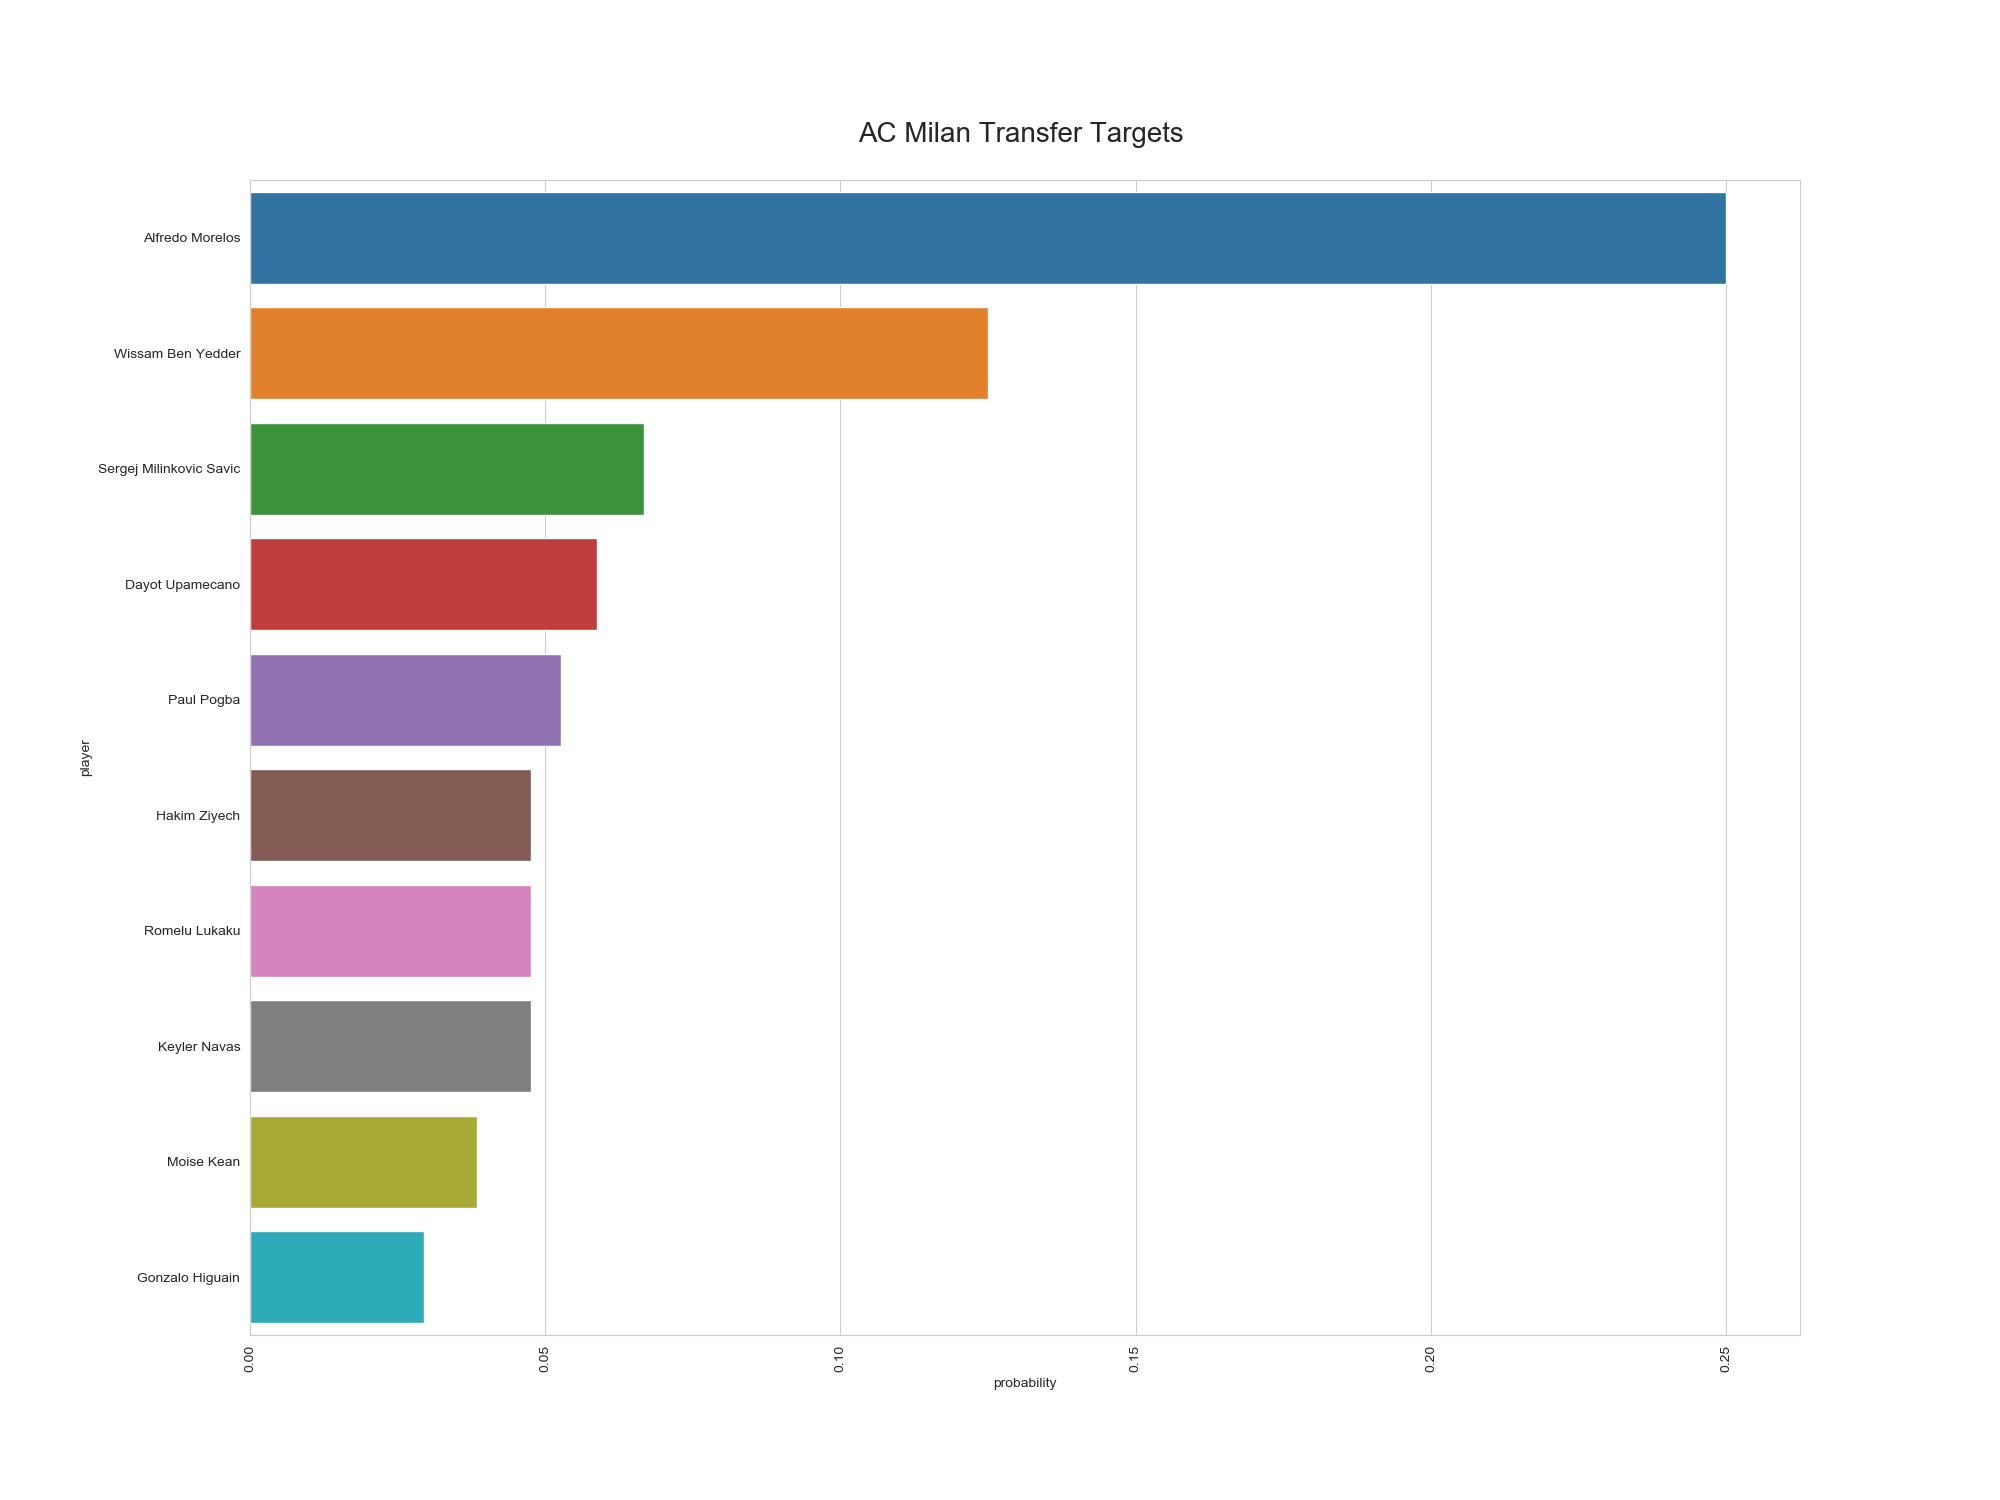 AC Milan Transfer Targets
Alfredo Morelos
Wissam Ben Yedder
Sergej Milinkovic Savic
Dayot Upamecano
Paul Pogba
player
Hakim Ziyech
Romelu Lukaku
Keyler Navas
Moise Kean
Gonzalo Higuain
0.00
0.05
0.10
0.15
0.20
0.25
probability